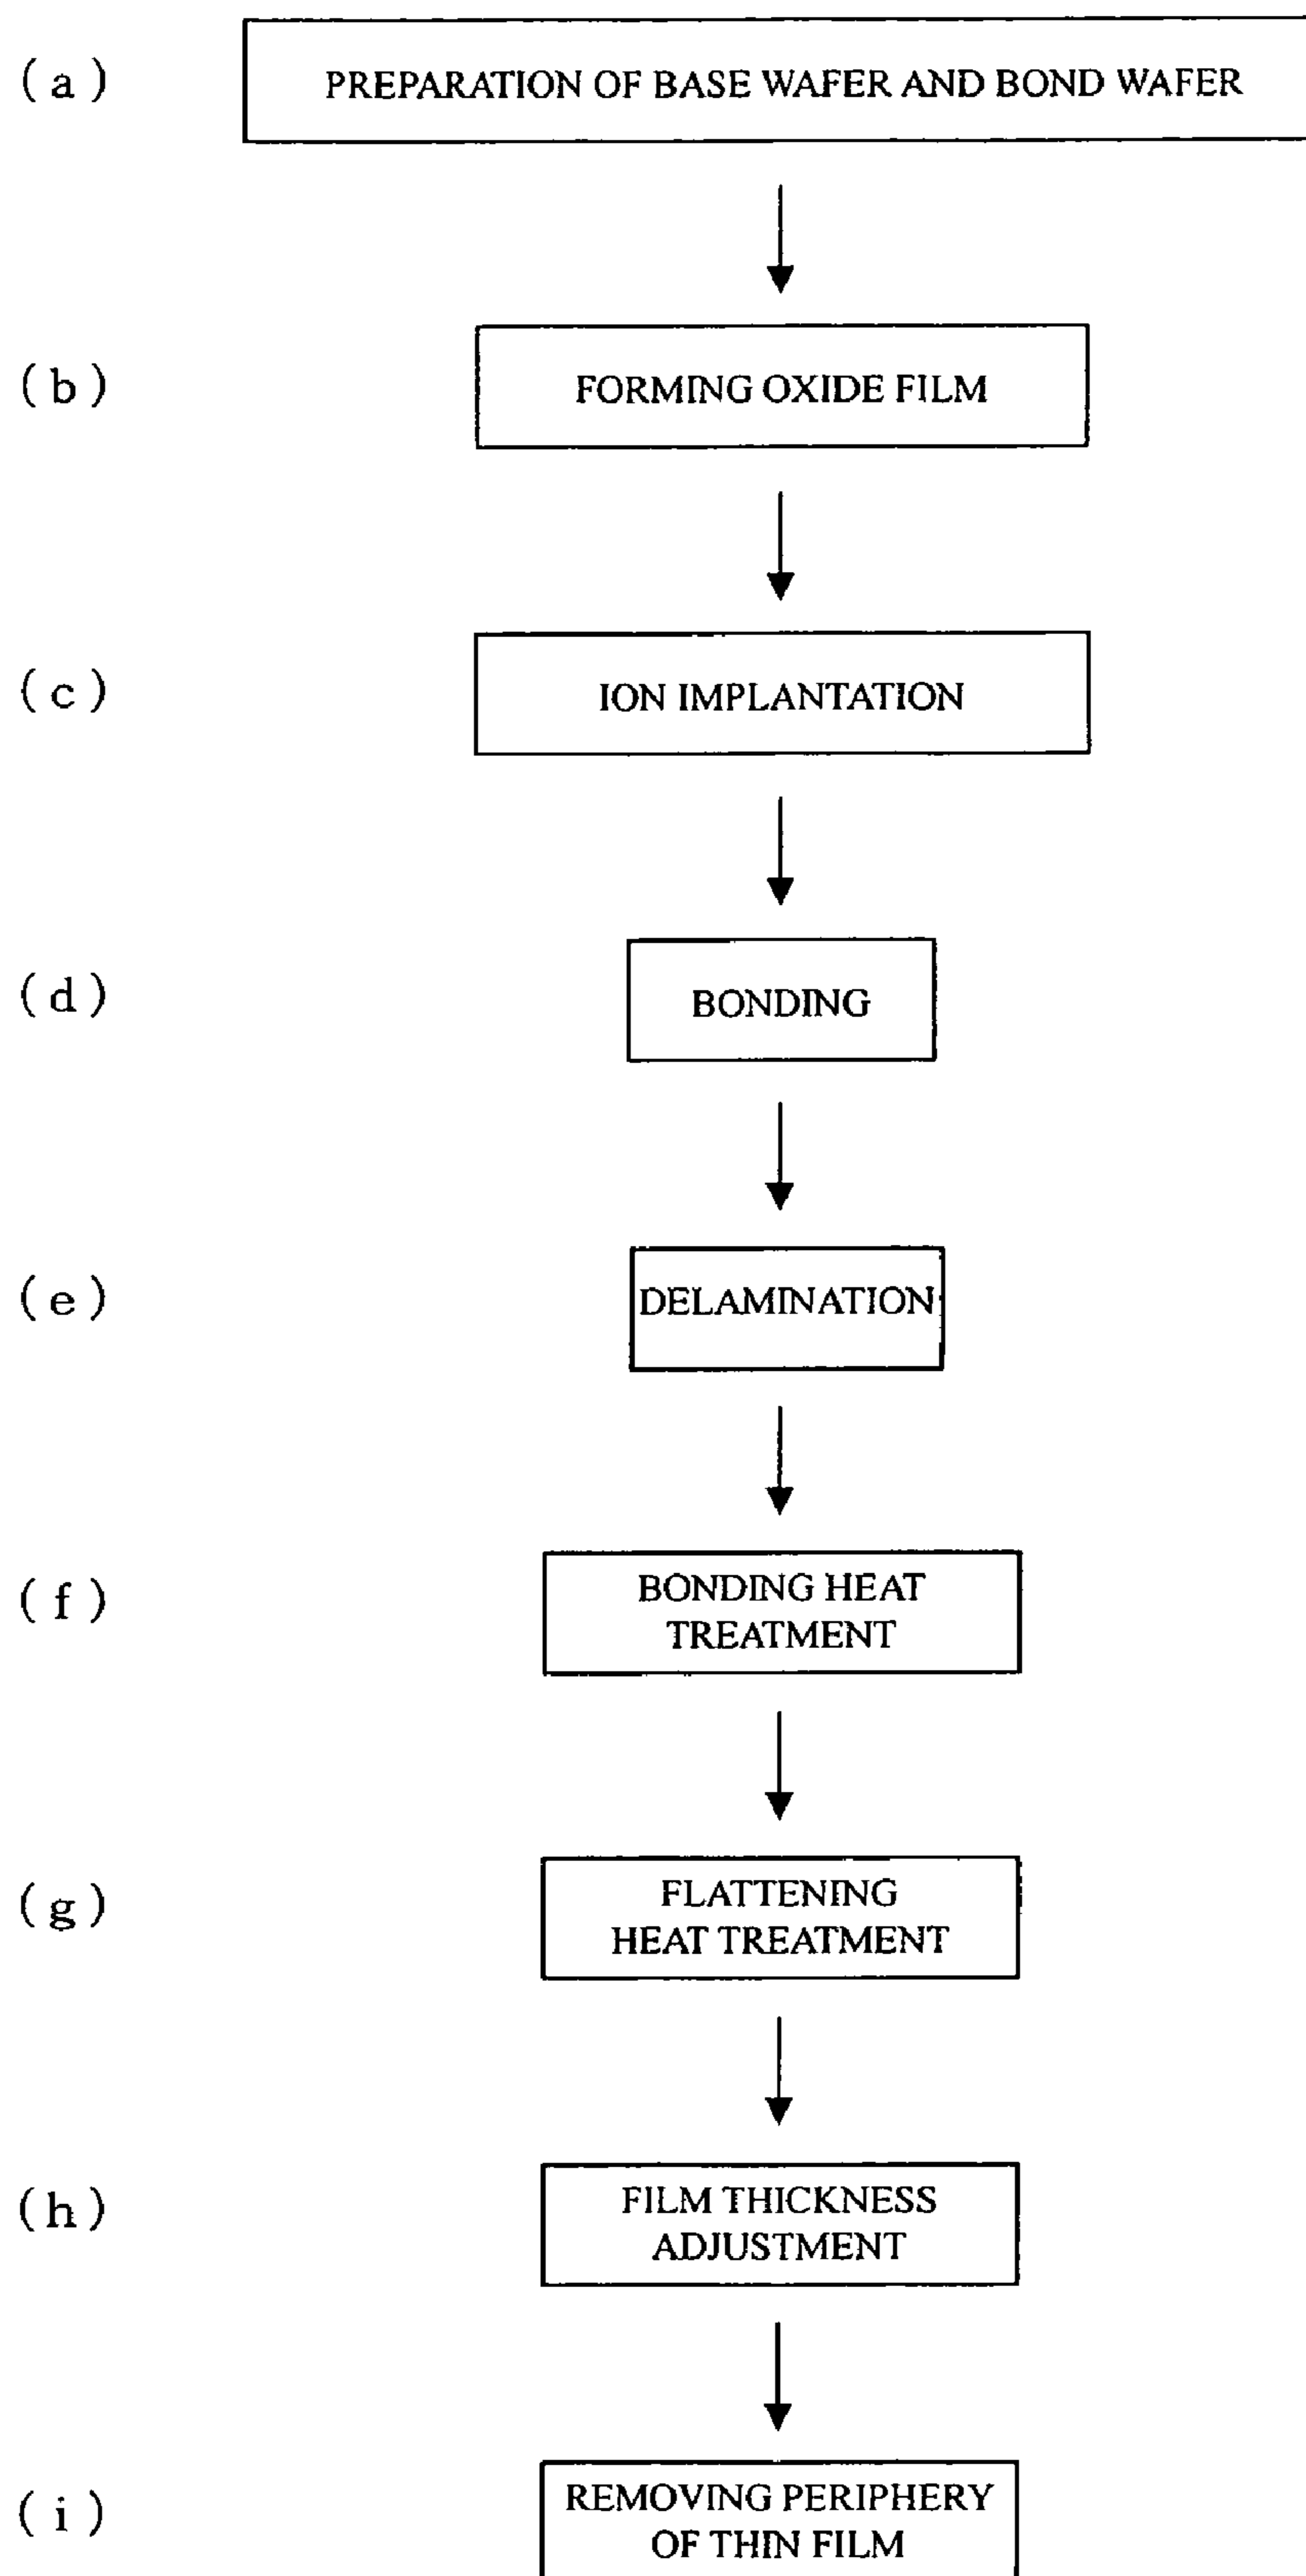 (a) PREPARATION OF BASE WAFER AND BOND WAFER
(b) FORMING OXIDE FILM
(c) ION IMPLANTATION
(d) BONDING
(e) DELAMINATION
(f) BONDING HEAT
TREATMENT
(g) FLATTENING
HEAT TREATMENT
(h) FILM THICKNESS
ADJUSTMENT
(i) REMOVING PERIPHERY
OF THIN FILM